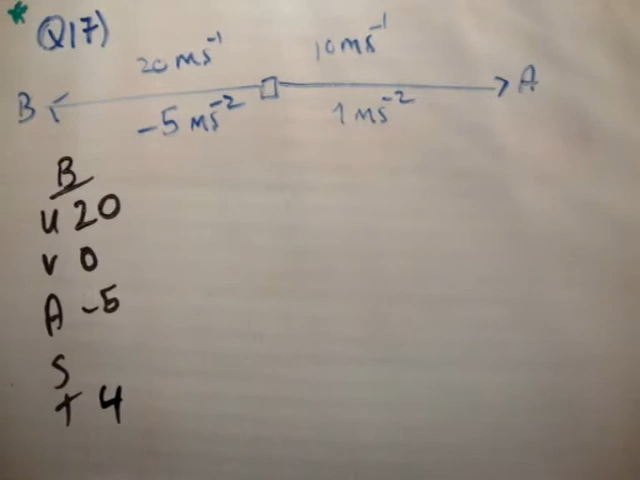 * Q17)
20 ms⁻¹ 10 ms⁻¹
B A
-5 ms⁻² 1 ms⁻²
B
u 20
v 0
A -5
S
t 4